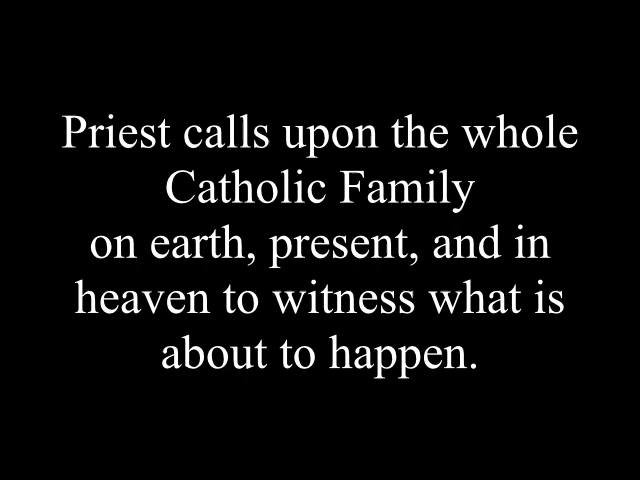 Priest calls upon the whole
Catholic Family
on earth, present, and in
heaven to witness what is
about to happen.